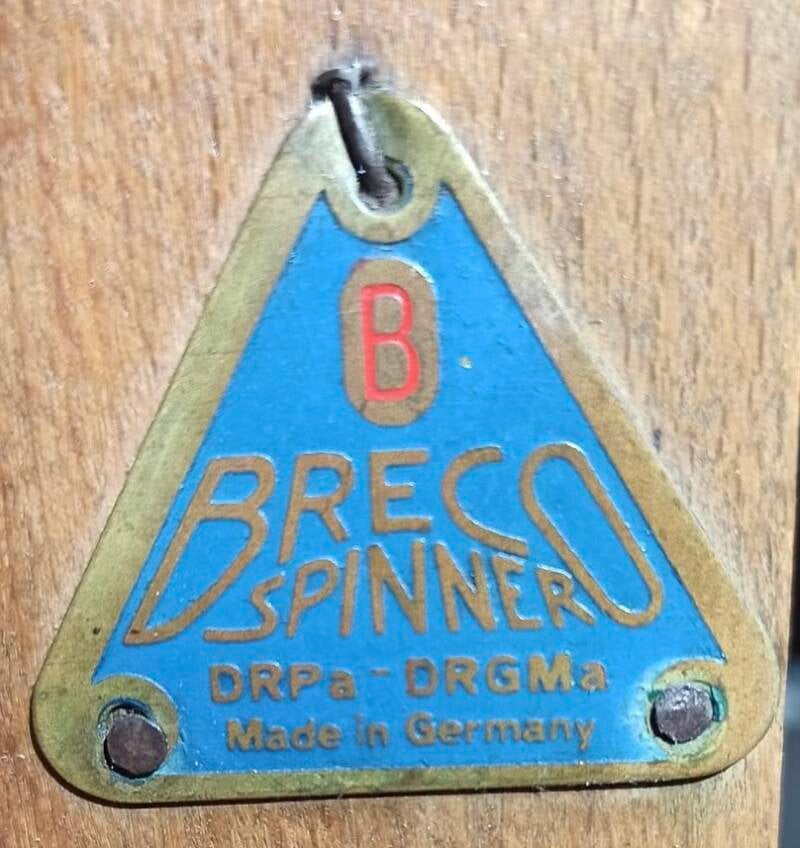 B
BRECO
SPINNER
DRPa - DRGMa
Made in Germany